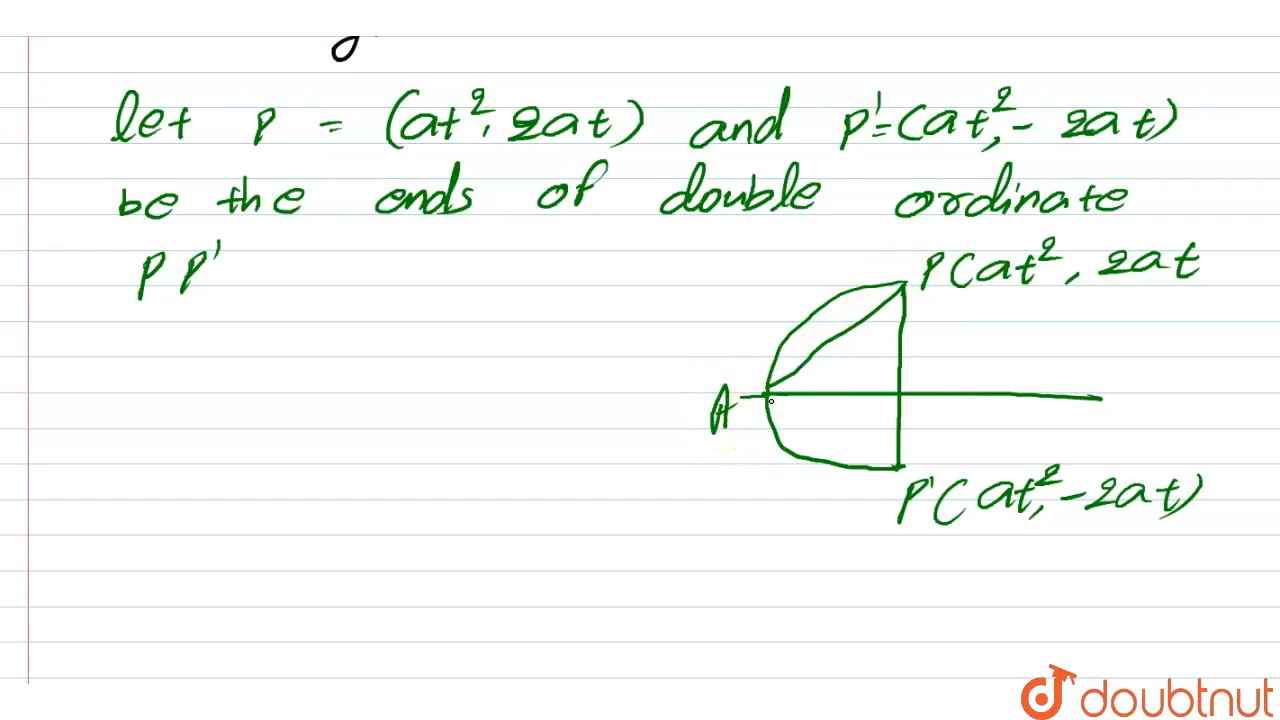 let P = (at², 2at) and P'=(at², - 2at)
be the ends of double ordinate
PP'
P(at², 2at
A
P'(at², -2at)
doubtnut